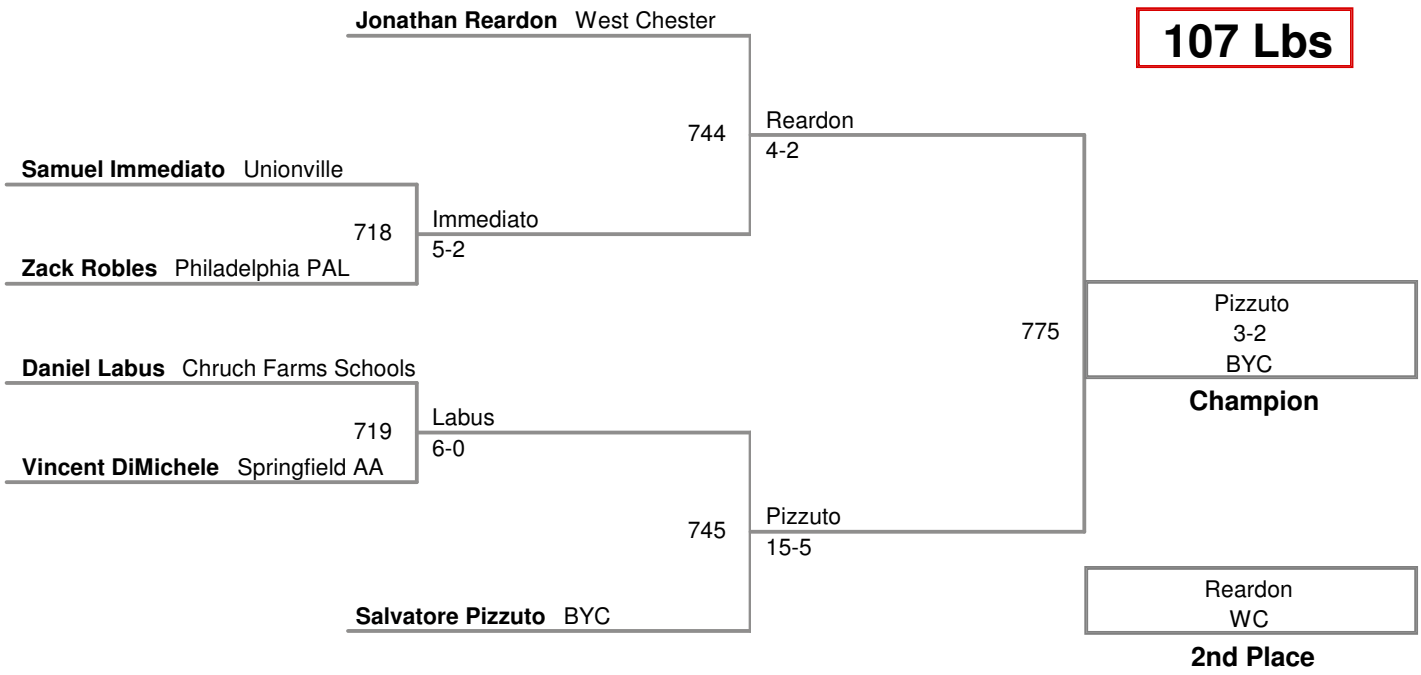 Jonathan Reardon West Chester
107 Lbs
744
Reardon
4-2
Samuel Immediato Unionville
718
Immediato
5-2
Zack Robles Philadelphia PAL
775
Pizzuto
3-2
BYC
Champion
Daniel Labus Chruch Farms Schools
719
Labus
6-0
Vincent DiMichele Springfield AA
745
Pizzuto
15-5
Salvatore Pizzuto BYC
Reardon
WC
2nd Place